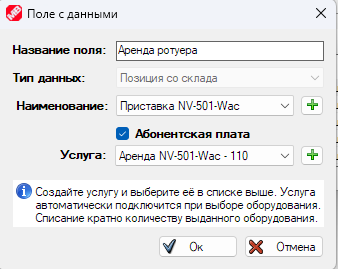 Поле с данными
Название поля: Аренда ротуера
Тип данных: Позиция со склада
Наименование: Приставка NV-501-Wac
Абонентская плата
Услуга: Аренда NV-501-Wac - 110
Создайте услугу и выберите её в списке выше. Услуга
автоматически подключится при выборе оборудования.
Списание кратно количеству выданного оборудования.
Ок Отмена